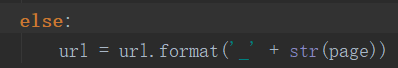 else:
url = url.format('_' + str(page))